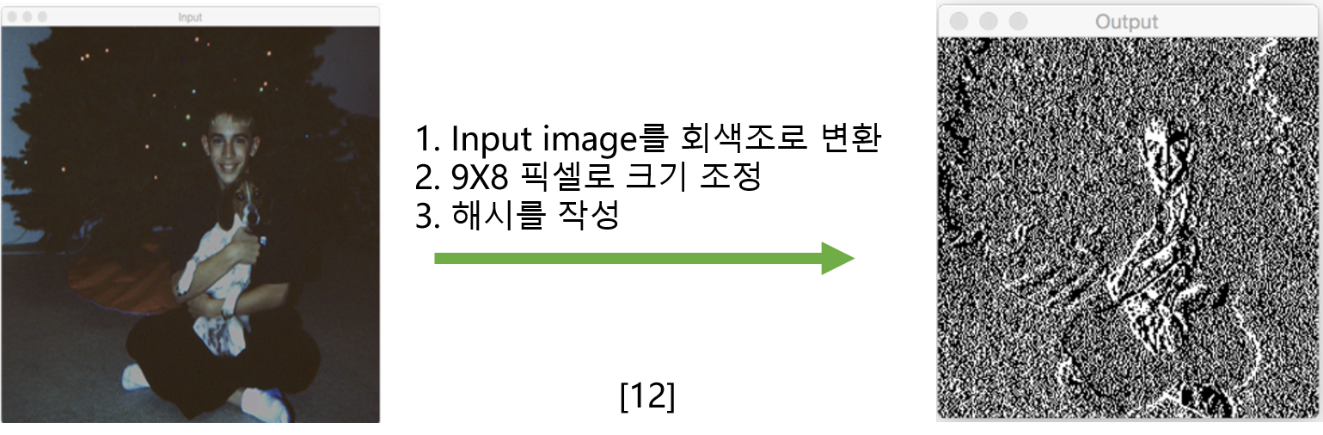 Input
Output
1. Input image를 회색조로 변환
2. 9X8 픽셀로 크기 조정
3. 해시를 작성
[12]